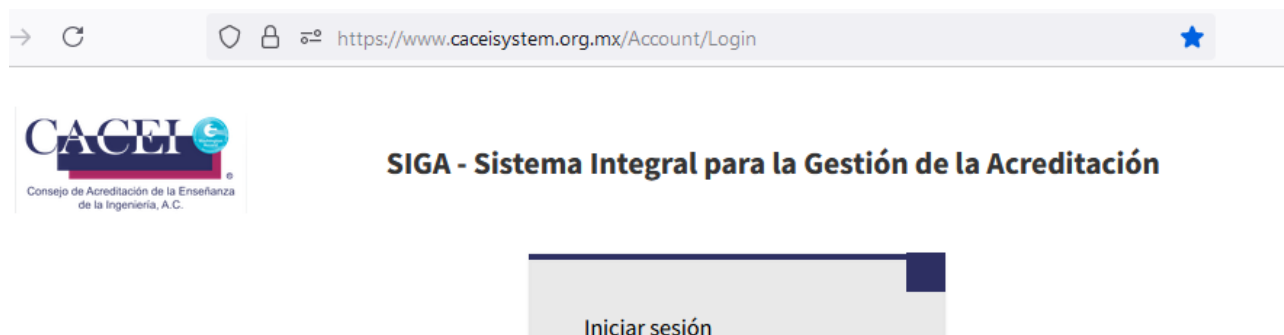 https://www.caceisystem.org.mx/Account/Login
CACEI
Consejo de Acreditación de la Enseñanza
de la Ingeniería, A.C.
SIGA - Sistema Integral para la Gestión de la Acreditación
Iniciar sesión